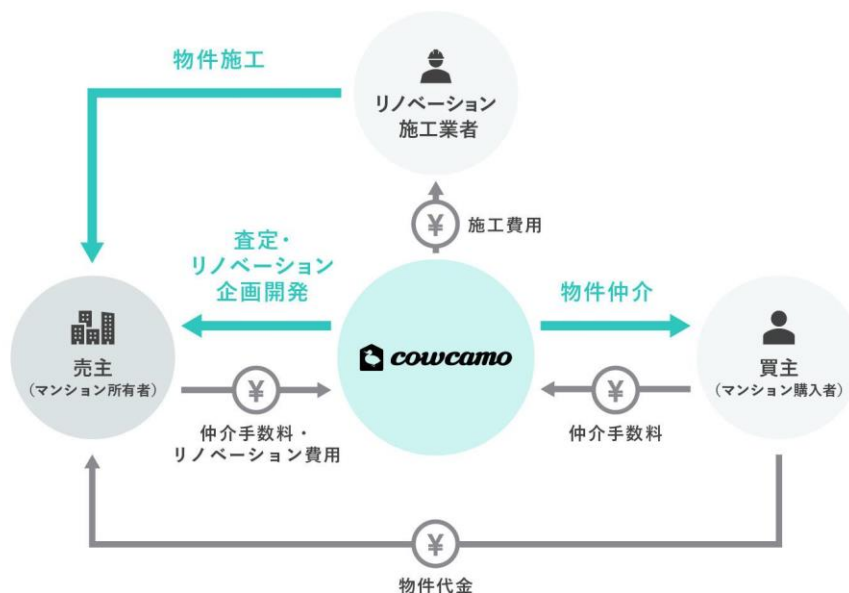 物件施工
リノベーション
施工業者
¥
施工費用
査定・
リノベーション
企画開発
物件仲介
売主
(マンション所有者)
cowcamo
買主
(マンション購入者)
¥
仲介手数料・
リノベーション費用
¥
仲介手数料
¥
物件代金